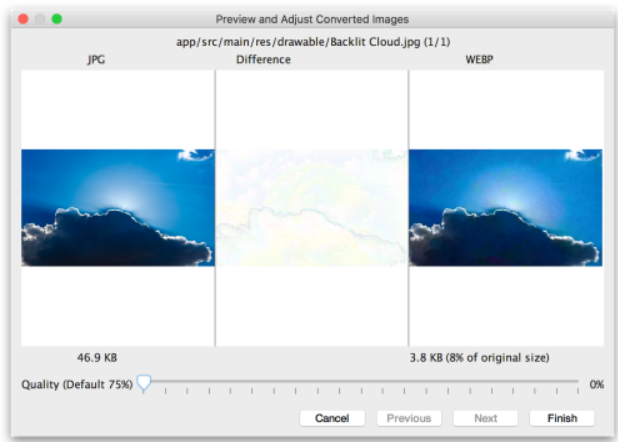 Preview and Adjust Converted Images
app/src/main/res/drawable/Backlit Cloud.jpg (1/1)
JPG Difference WEBP
46.9 KB 3.8 KB (8% of original size)
Quality (Default 75%) 0%
Cancel Previous Next Finish